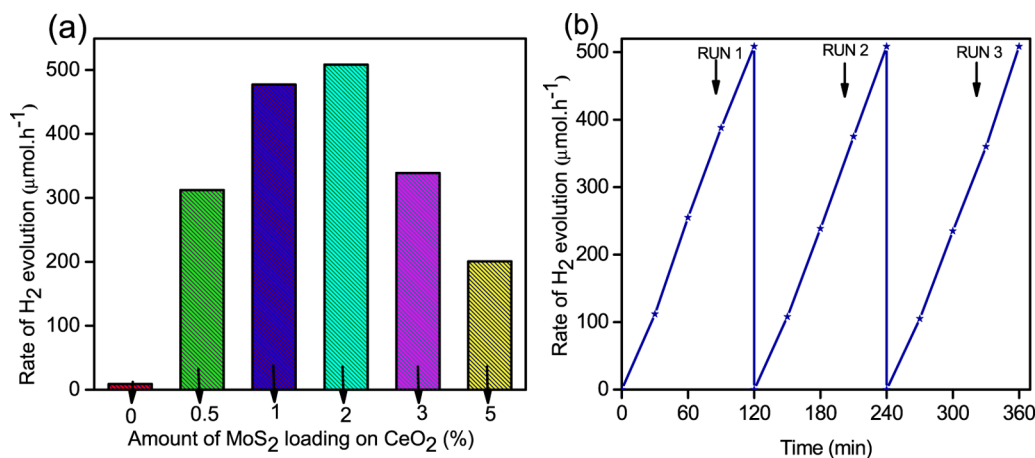 (a)
500
400
300
200
100
0
Rate of H2 evolution (μmol.h-1)
0 0.5 1 2 3 5
Amount of MoS2 loading on CeO2 (%)
(b)
500
400
300
200
100
0
Rate of H2 evolution (μmol.h-1)
RUN 1 RUN 2 RUN 3
0 60 120 180 240 300 360
Time (min)